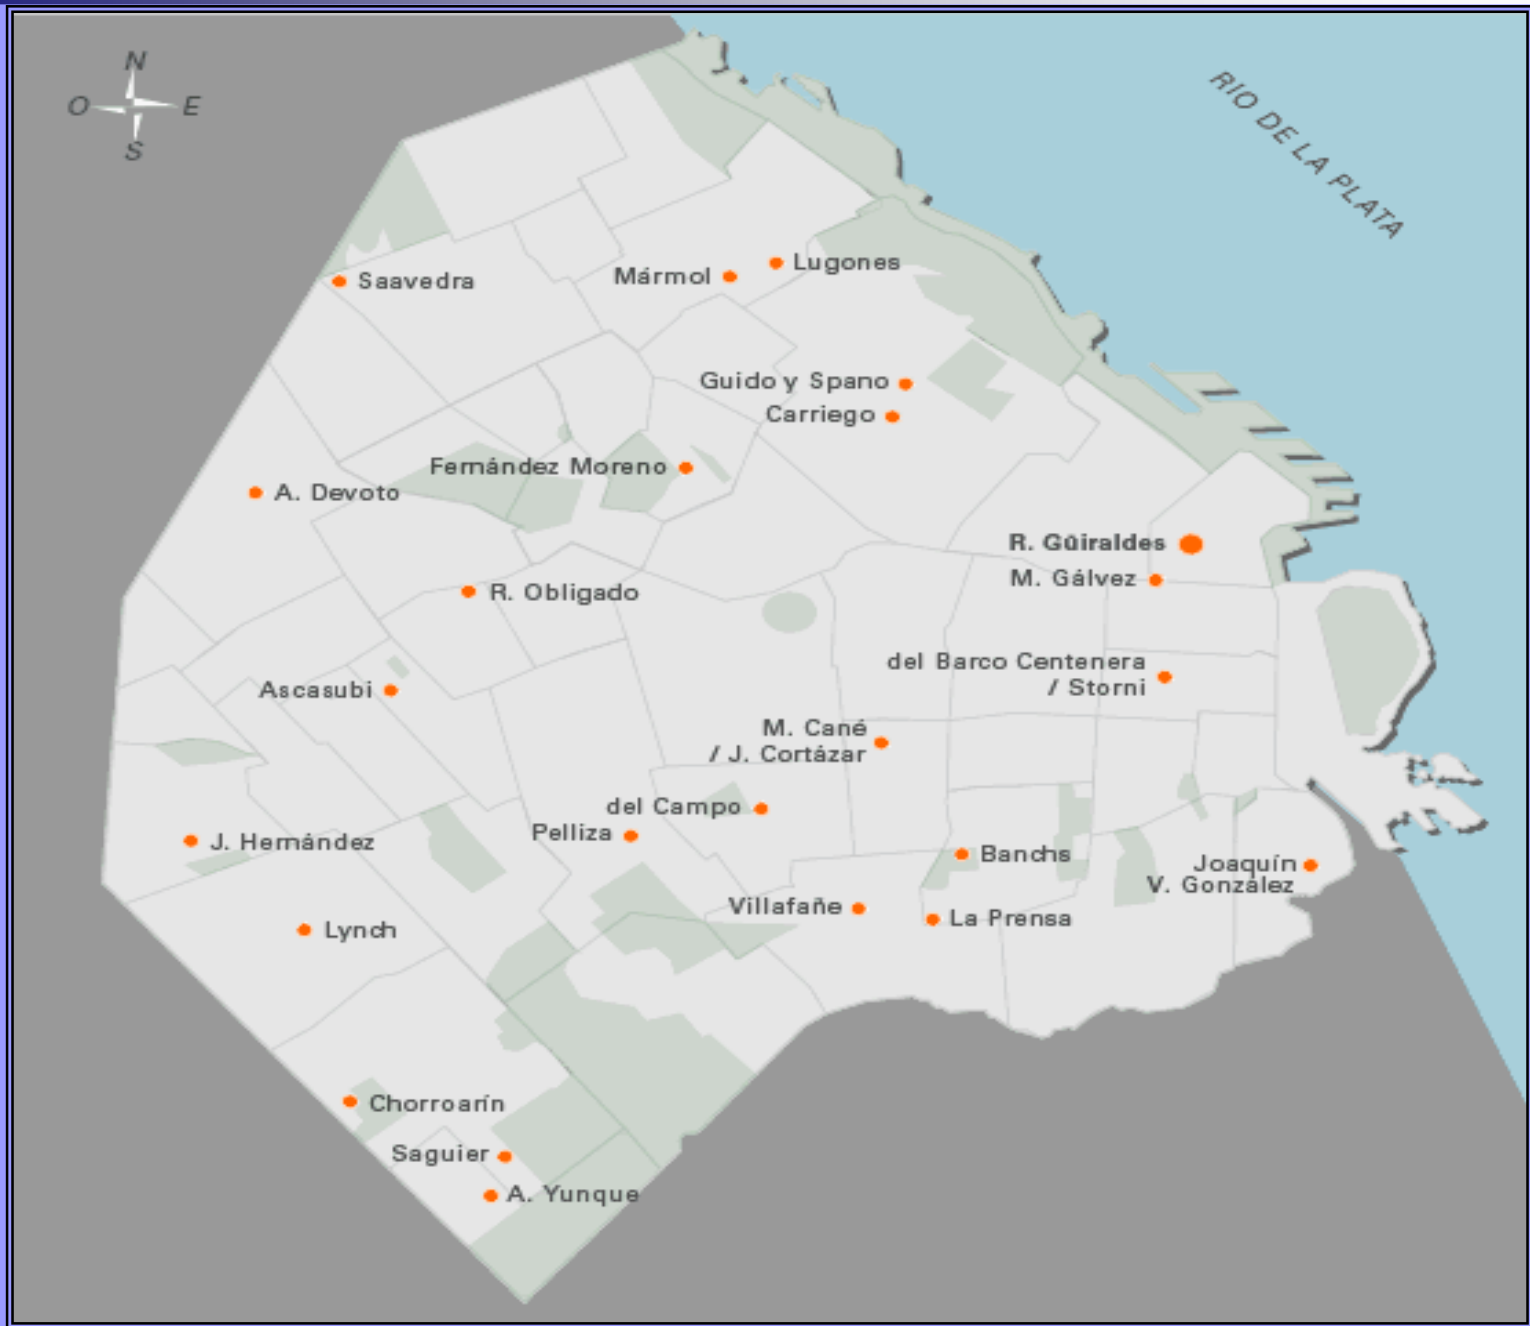 N
O E
S
RIO DE LA PLATA
Saavedra
Mármol
Lugones
Guido y Spano
Carriego
Fernández Moreno
A. Devoto
R. Güiraldes
M. Gálvez
R. Obligado
del Barco Centenera
/ Storni
Ascasubi
M. Cané
/ J. Cortázar
del Campo
Pelliza
J. Hernández
Banchs
Joaquín
V. González
Villafañe
La Prensa
Lynch
Chorroarín
Saguier
A. Yunque